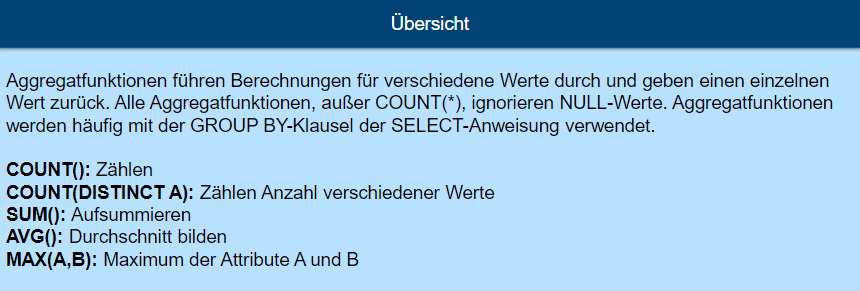 Übersicht
Aggregatfunktionen führen Berechnungen für verschiedene Werte durch und geben einen einzelnen
Wert zurück. Alle Aggregatfunktionen, außer COUNT(*), ignorieren NULL-Werte. Aggregatfunktionen
werden häufig mit der GROUP BY-Klausel der SELECT-Anweisung verwendet.
COUNT(): Zählen
COUNT(DISTINCT A): Zählen Anzahl verschiedener Werte
SUM(): Aufsummieren
AVG(): Durchschnitt bilden
MAX(A,B): Maximum der Attribute A und B